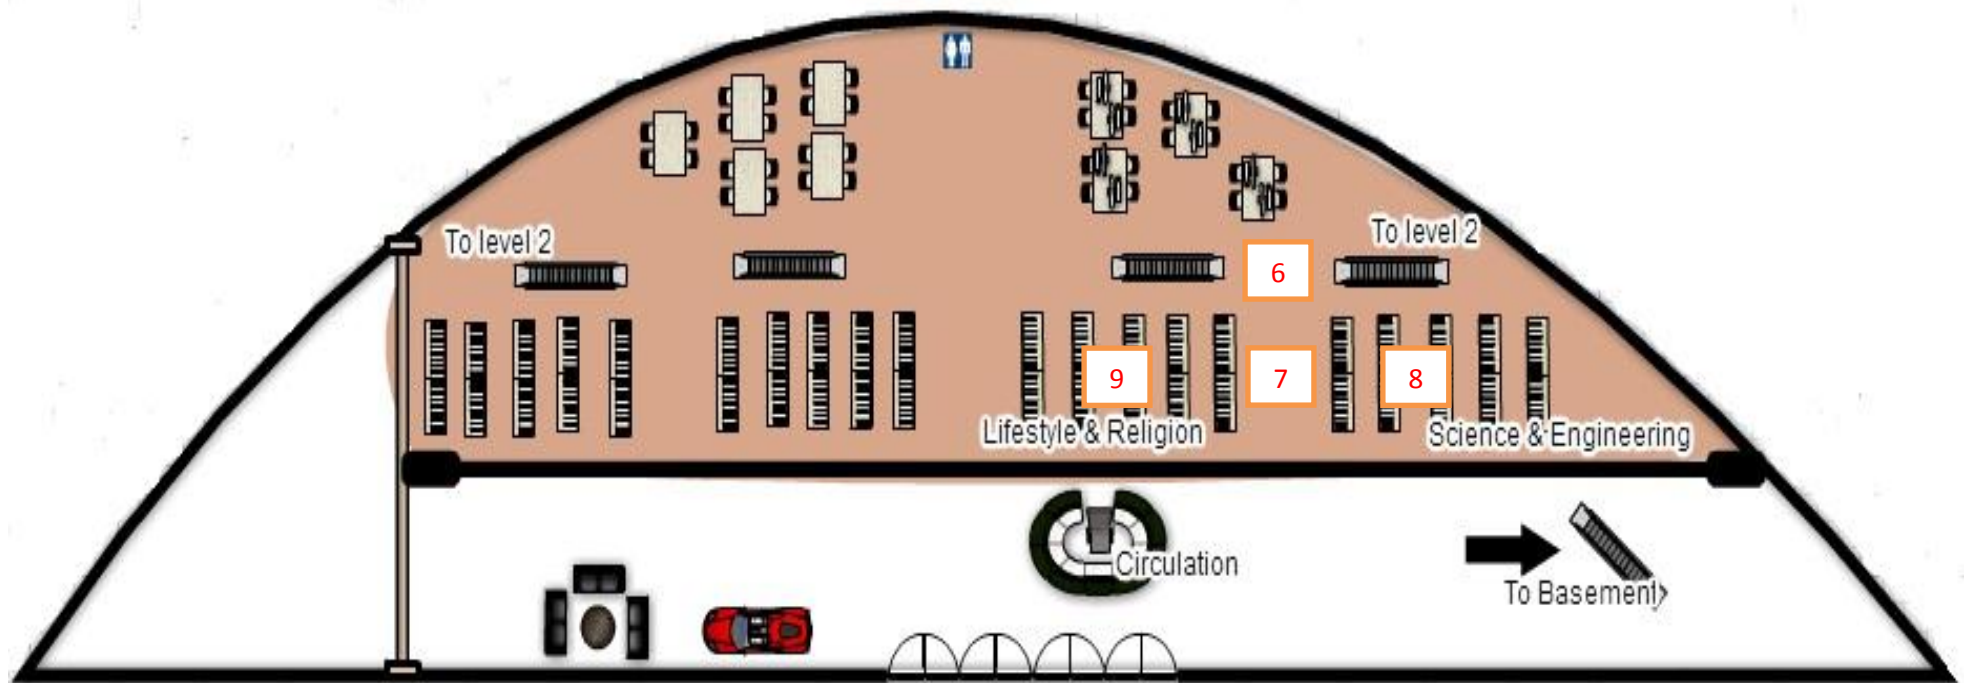 To level 2
To level 2
6
9
7
8
Lifestyle & Religion
Science & Engineering
Circulation
To Basement